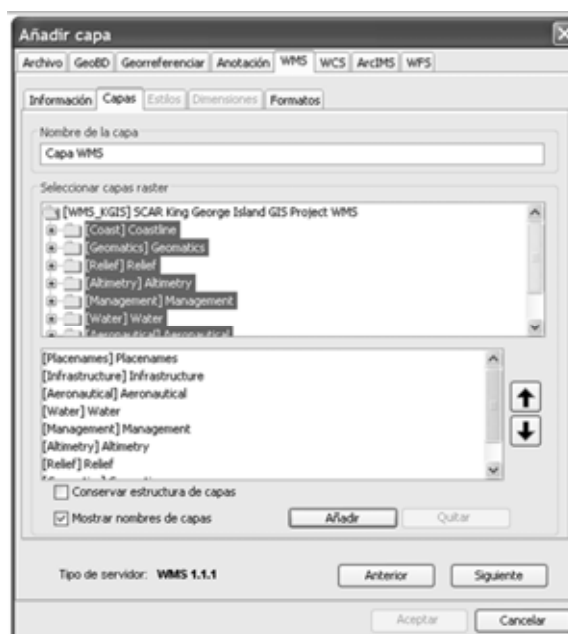 Añadir capa
Archivo GeoBD Georreferenciar Anotación WMS WCS ArcIMS WFS
Información Capas Estilos Dimensiones Formatos
Nombre de la capa
Capa WMS
Seleccionar capas raster
[WMS_KGIS] SCAR King George Island GIS Project WMS
[Coast] Coastline
[Geomatics] Geomatics
[Relief] Relief
[Altimetry] Altimetry
[Management] Management
[Water] Water
[Aeronautical] Aeronautical
[Placenames] Placenames
[Infrastructure] Infrastructure
[Aeronautical] Aeronautical
[Water] Water
[Management] Management
[Altimetry] Altimetry
[Relief] Relief
Conservar estructura de capas
Mostrar nombres de capas Añadir Quitar
Tipo de servidor: WMS 1.1.1 Anterior Siguiente
Aceptar Cancelar